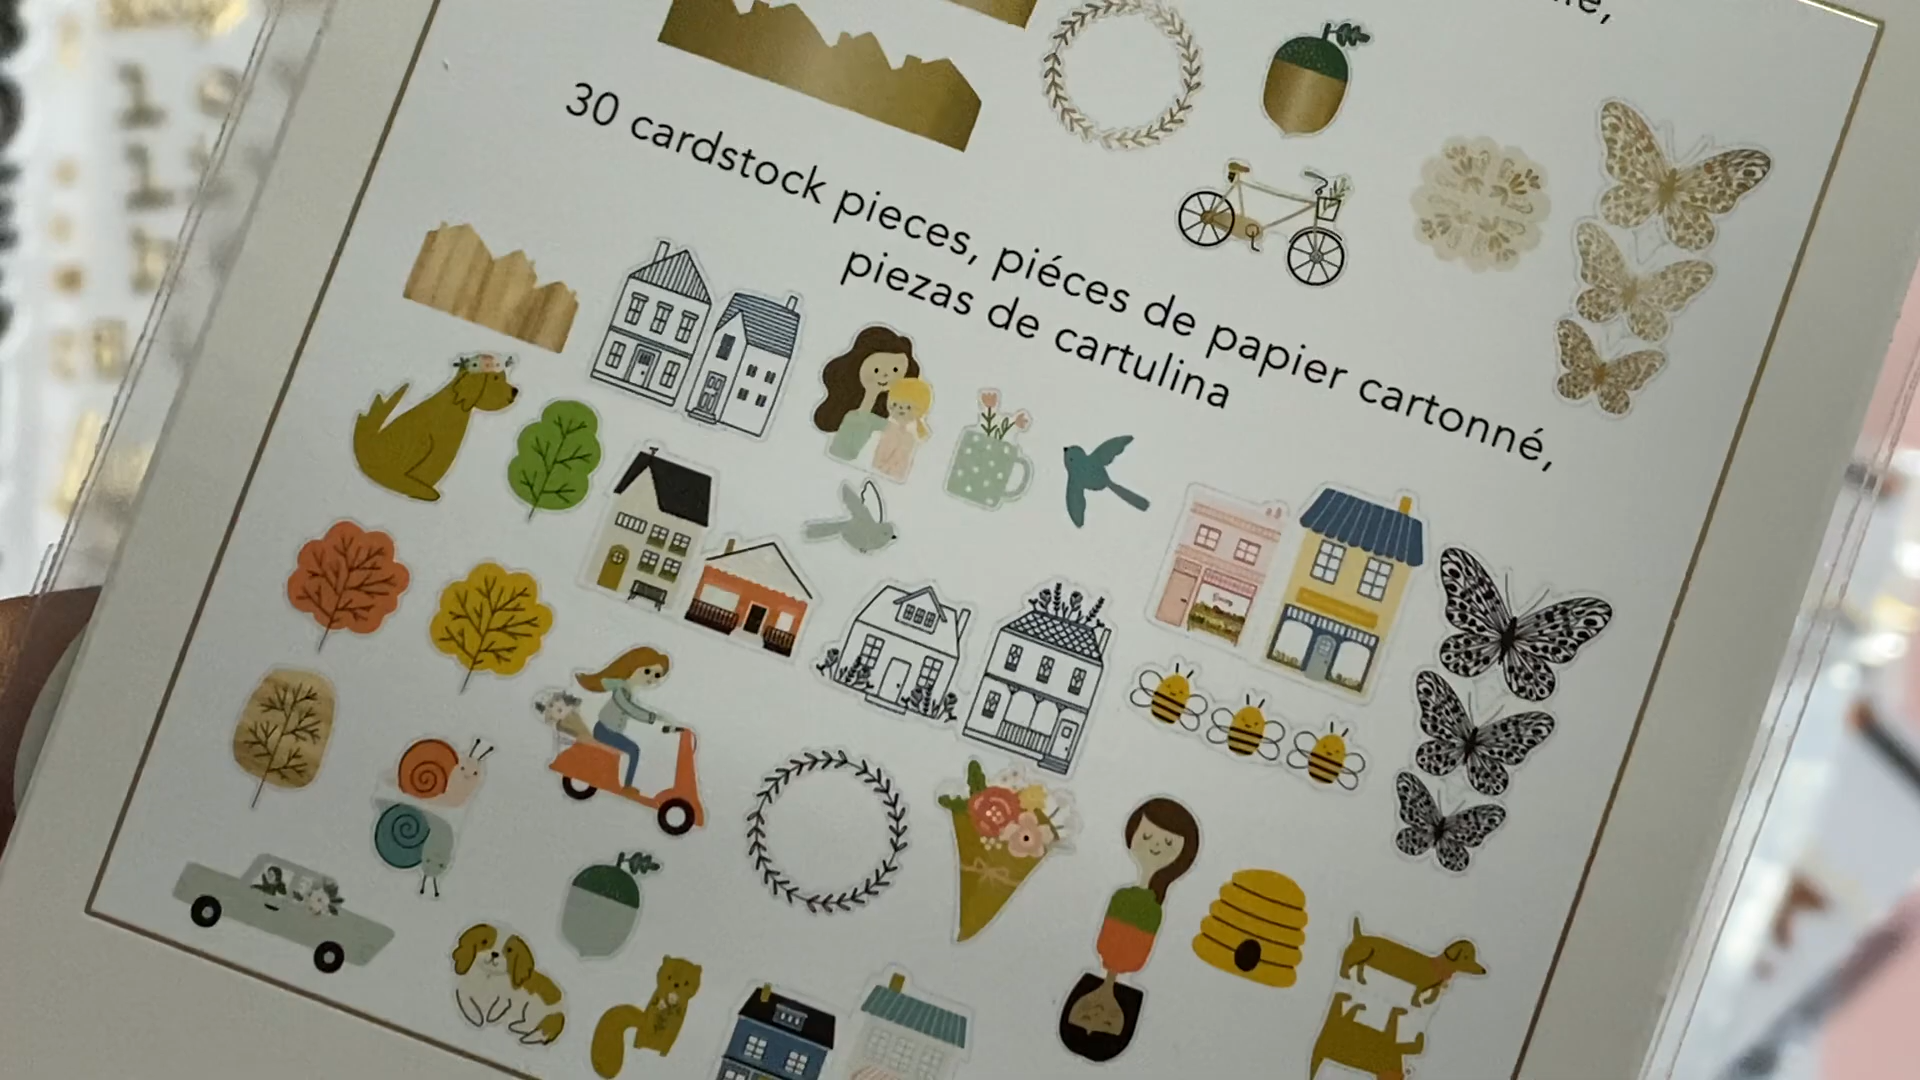 30 cardstock pieces, piéces de papier cartonné,
piezas de cartulina